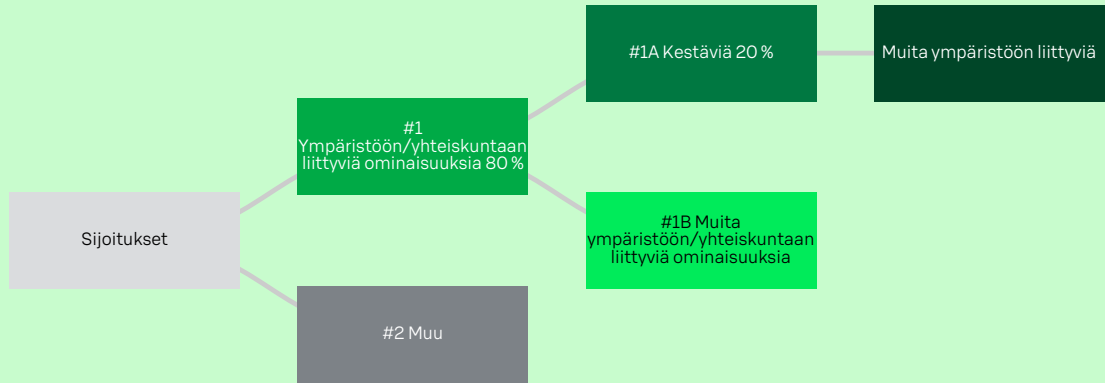 #1A Kestäviä 20 %
Muita ympäristöön liittyviä
#1
Ympäristöön/yhteiskuntaan
liittyviä ominaisuuksia 80 %
Sijoitukset
#1B Muita
ympäristöön/yhteiskuntaan
liittyviä ominaisuuksia
#2 Muu